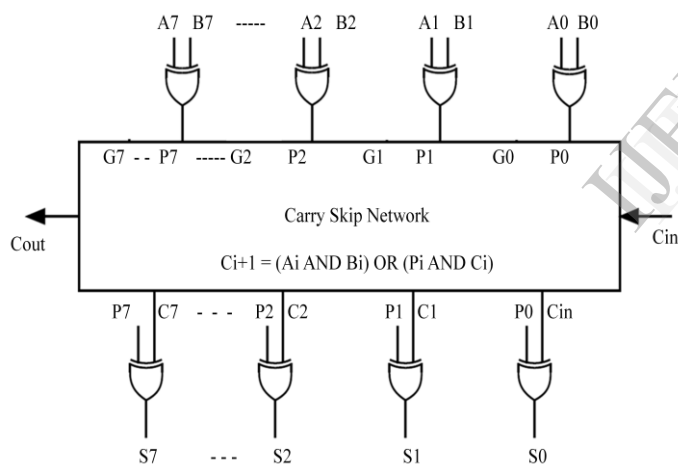 A7 B7 ----- A2 B2 A1 B1 A0 B0
G7 - - P7 ----- G2 P2 G1 P1 G0 P0
Carry Skip Network
Cout
Cin
Ci+1 = (Ai AND Bi) OR (Pi AND Ci)
P7 C7 - - - P2 C2 P1 C1 P0 Cin
S7 - - - S2 S1 S0